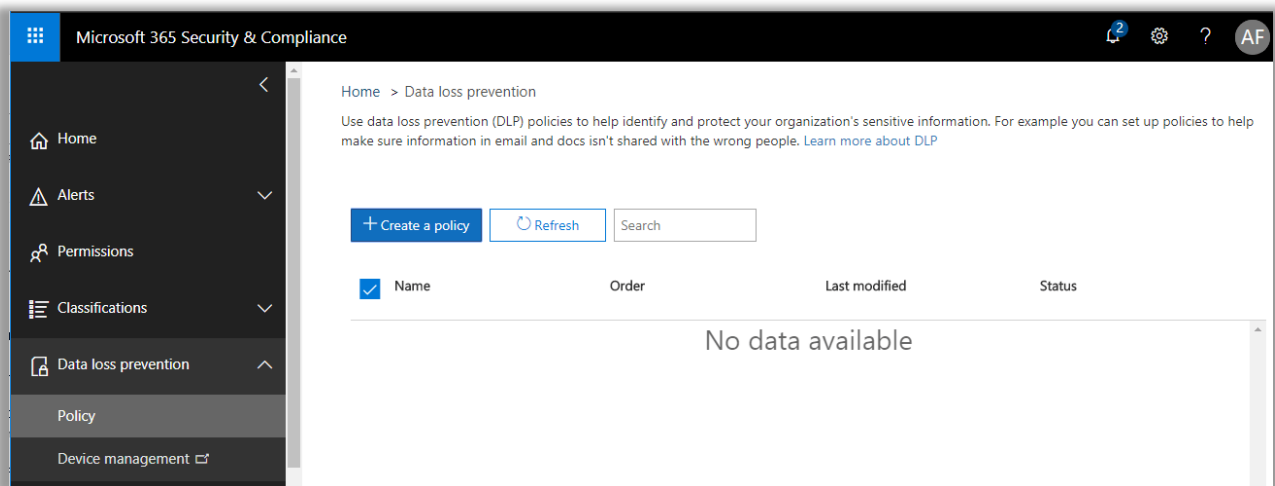 Microsoft 365 Security & Compliance
2
?
AF
Home > Data loss prevention
Use data loss prevention (DLP) policies to help identify and protect your organization's sensitive information. For example you can set up policies to help
make sure information in email and docs isn't shared with the wrong people. Learn more about DLP
Home
Alerts
Permissions
Classifications
Data loss prevention
Policy
Device management
+ Create a policy
Refresh
Search
Name Order Last modified Status
No data available